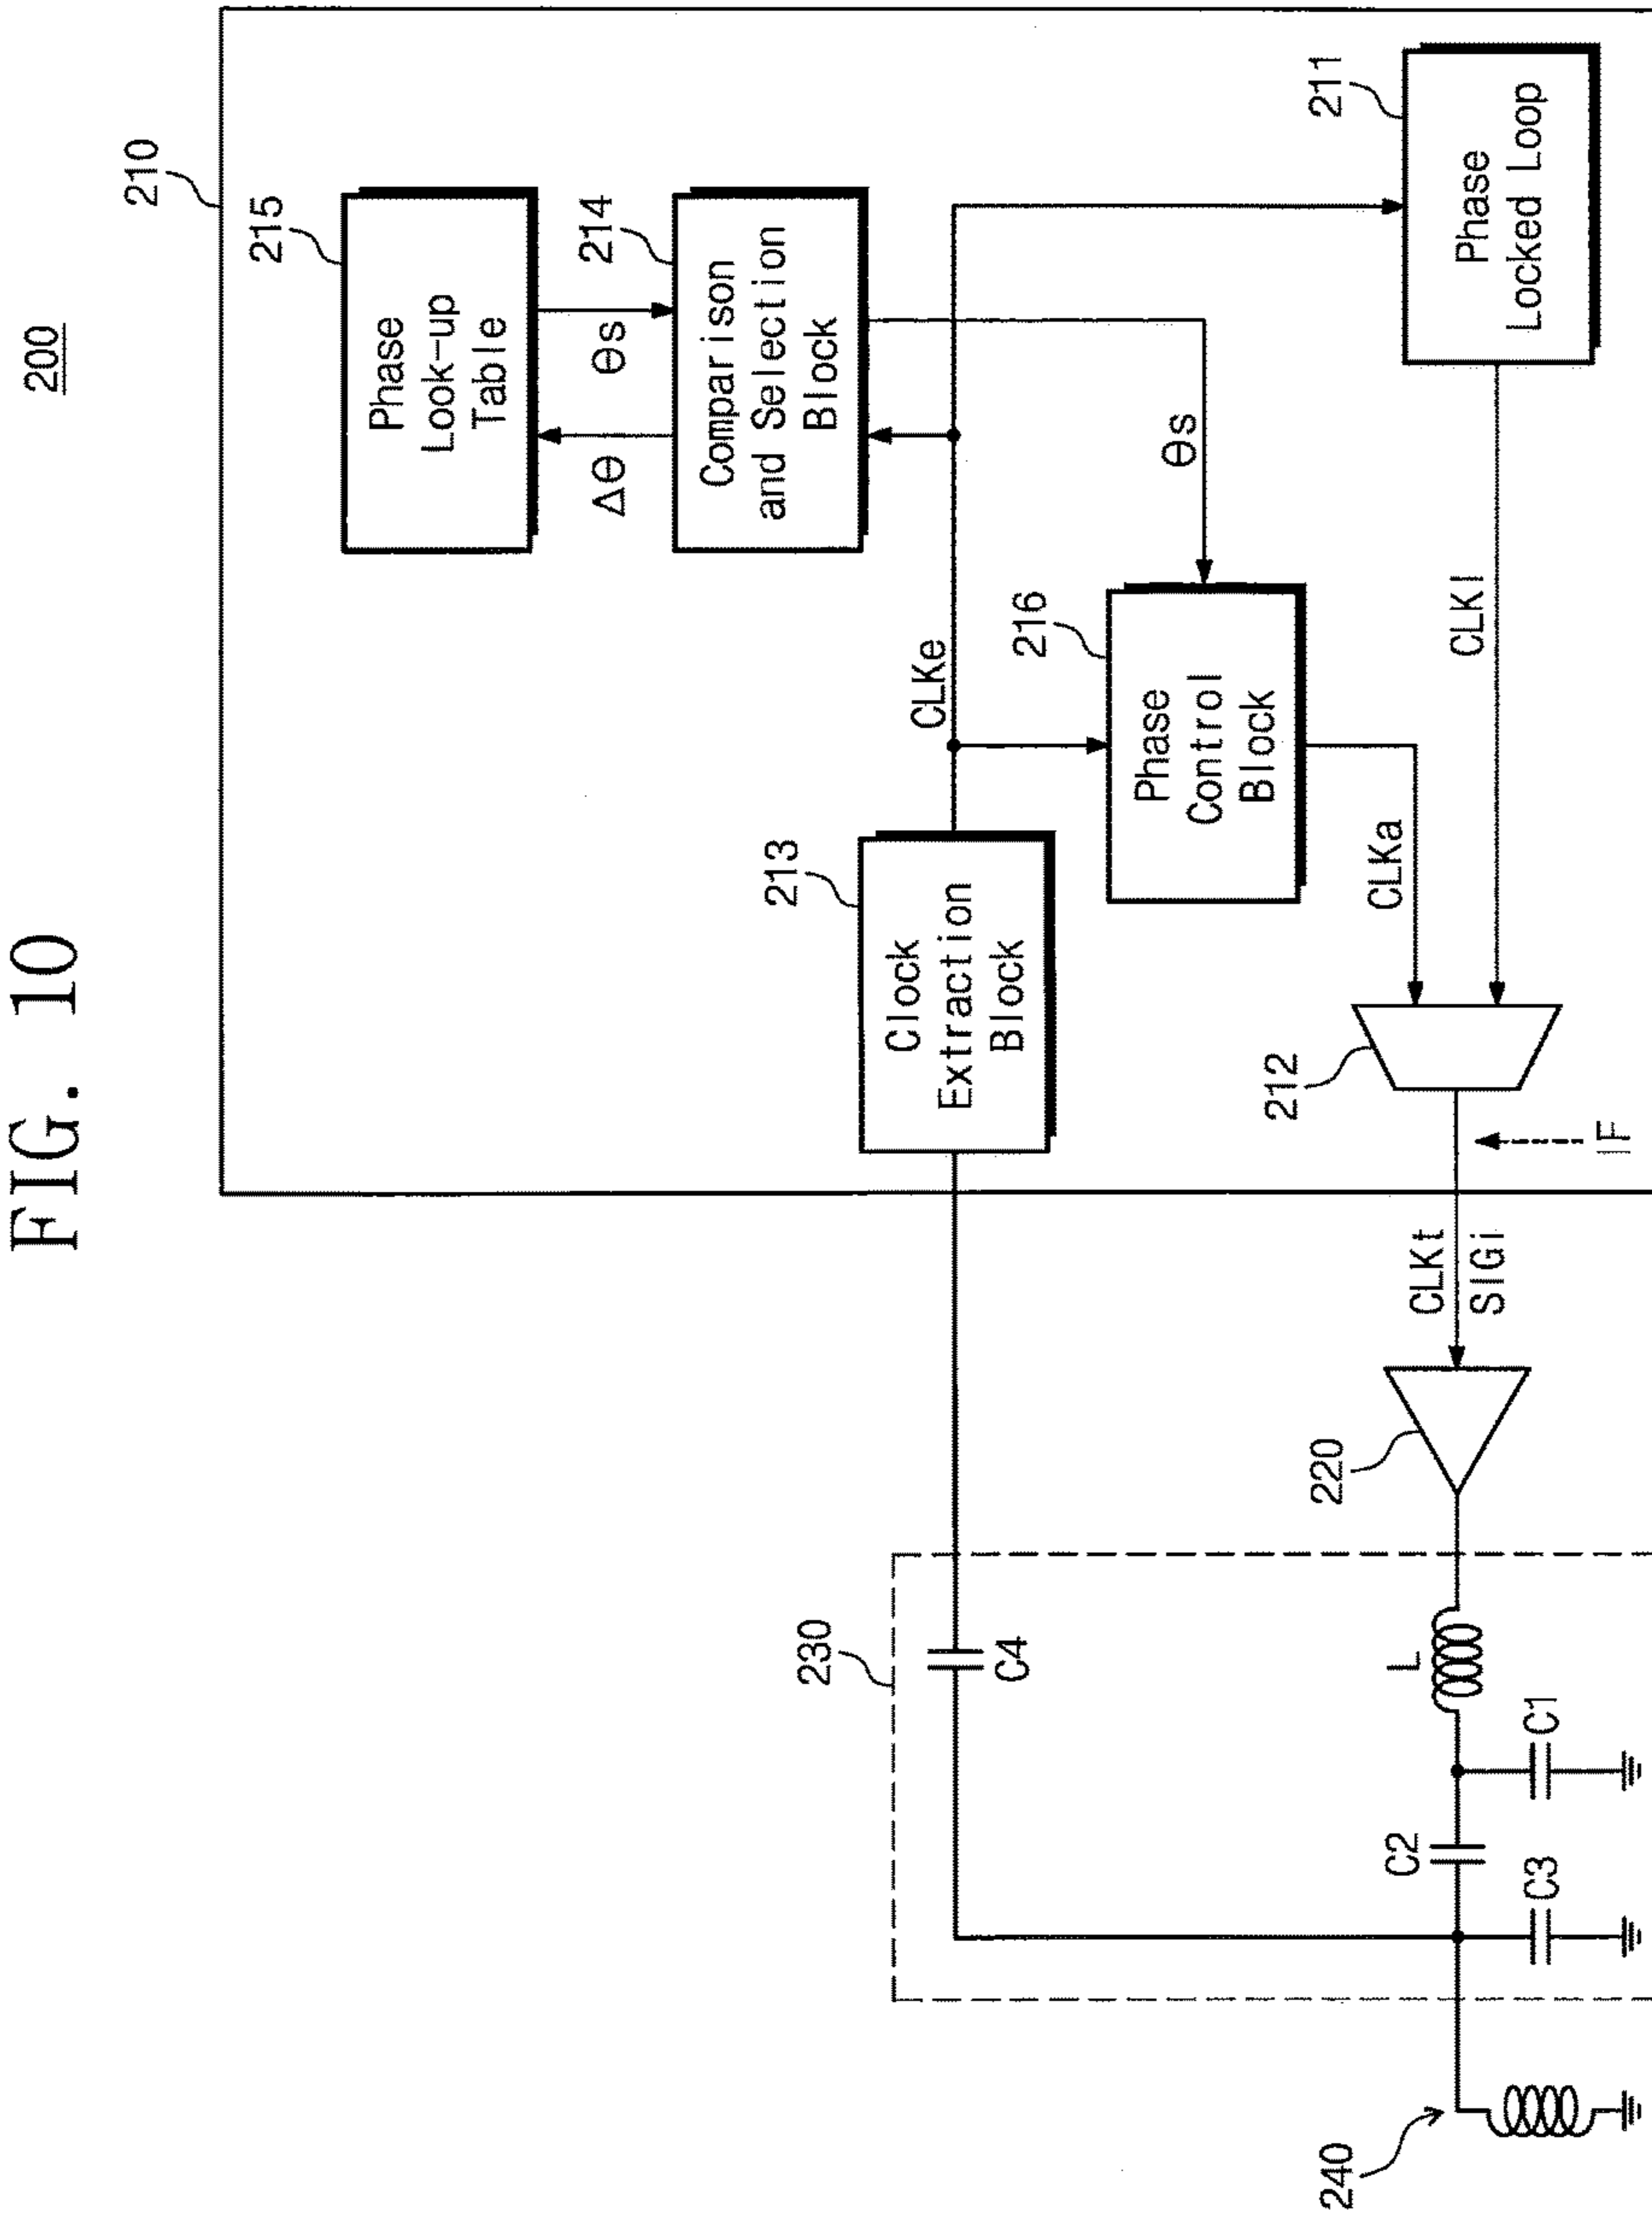 FIG. 10
200
210
215
Phase
Look-up
Table
Δθ
θs
214
Comparison
and Selection
Block
230
213
Clock
Extraction
Block
CLKe
C4
216
Phase
Control
Block
θs
CLKa
211
Phase
Locked Loop
CLKl
212
IF
CLKt
SIGi
220
L
C1
C2
C3
240